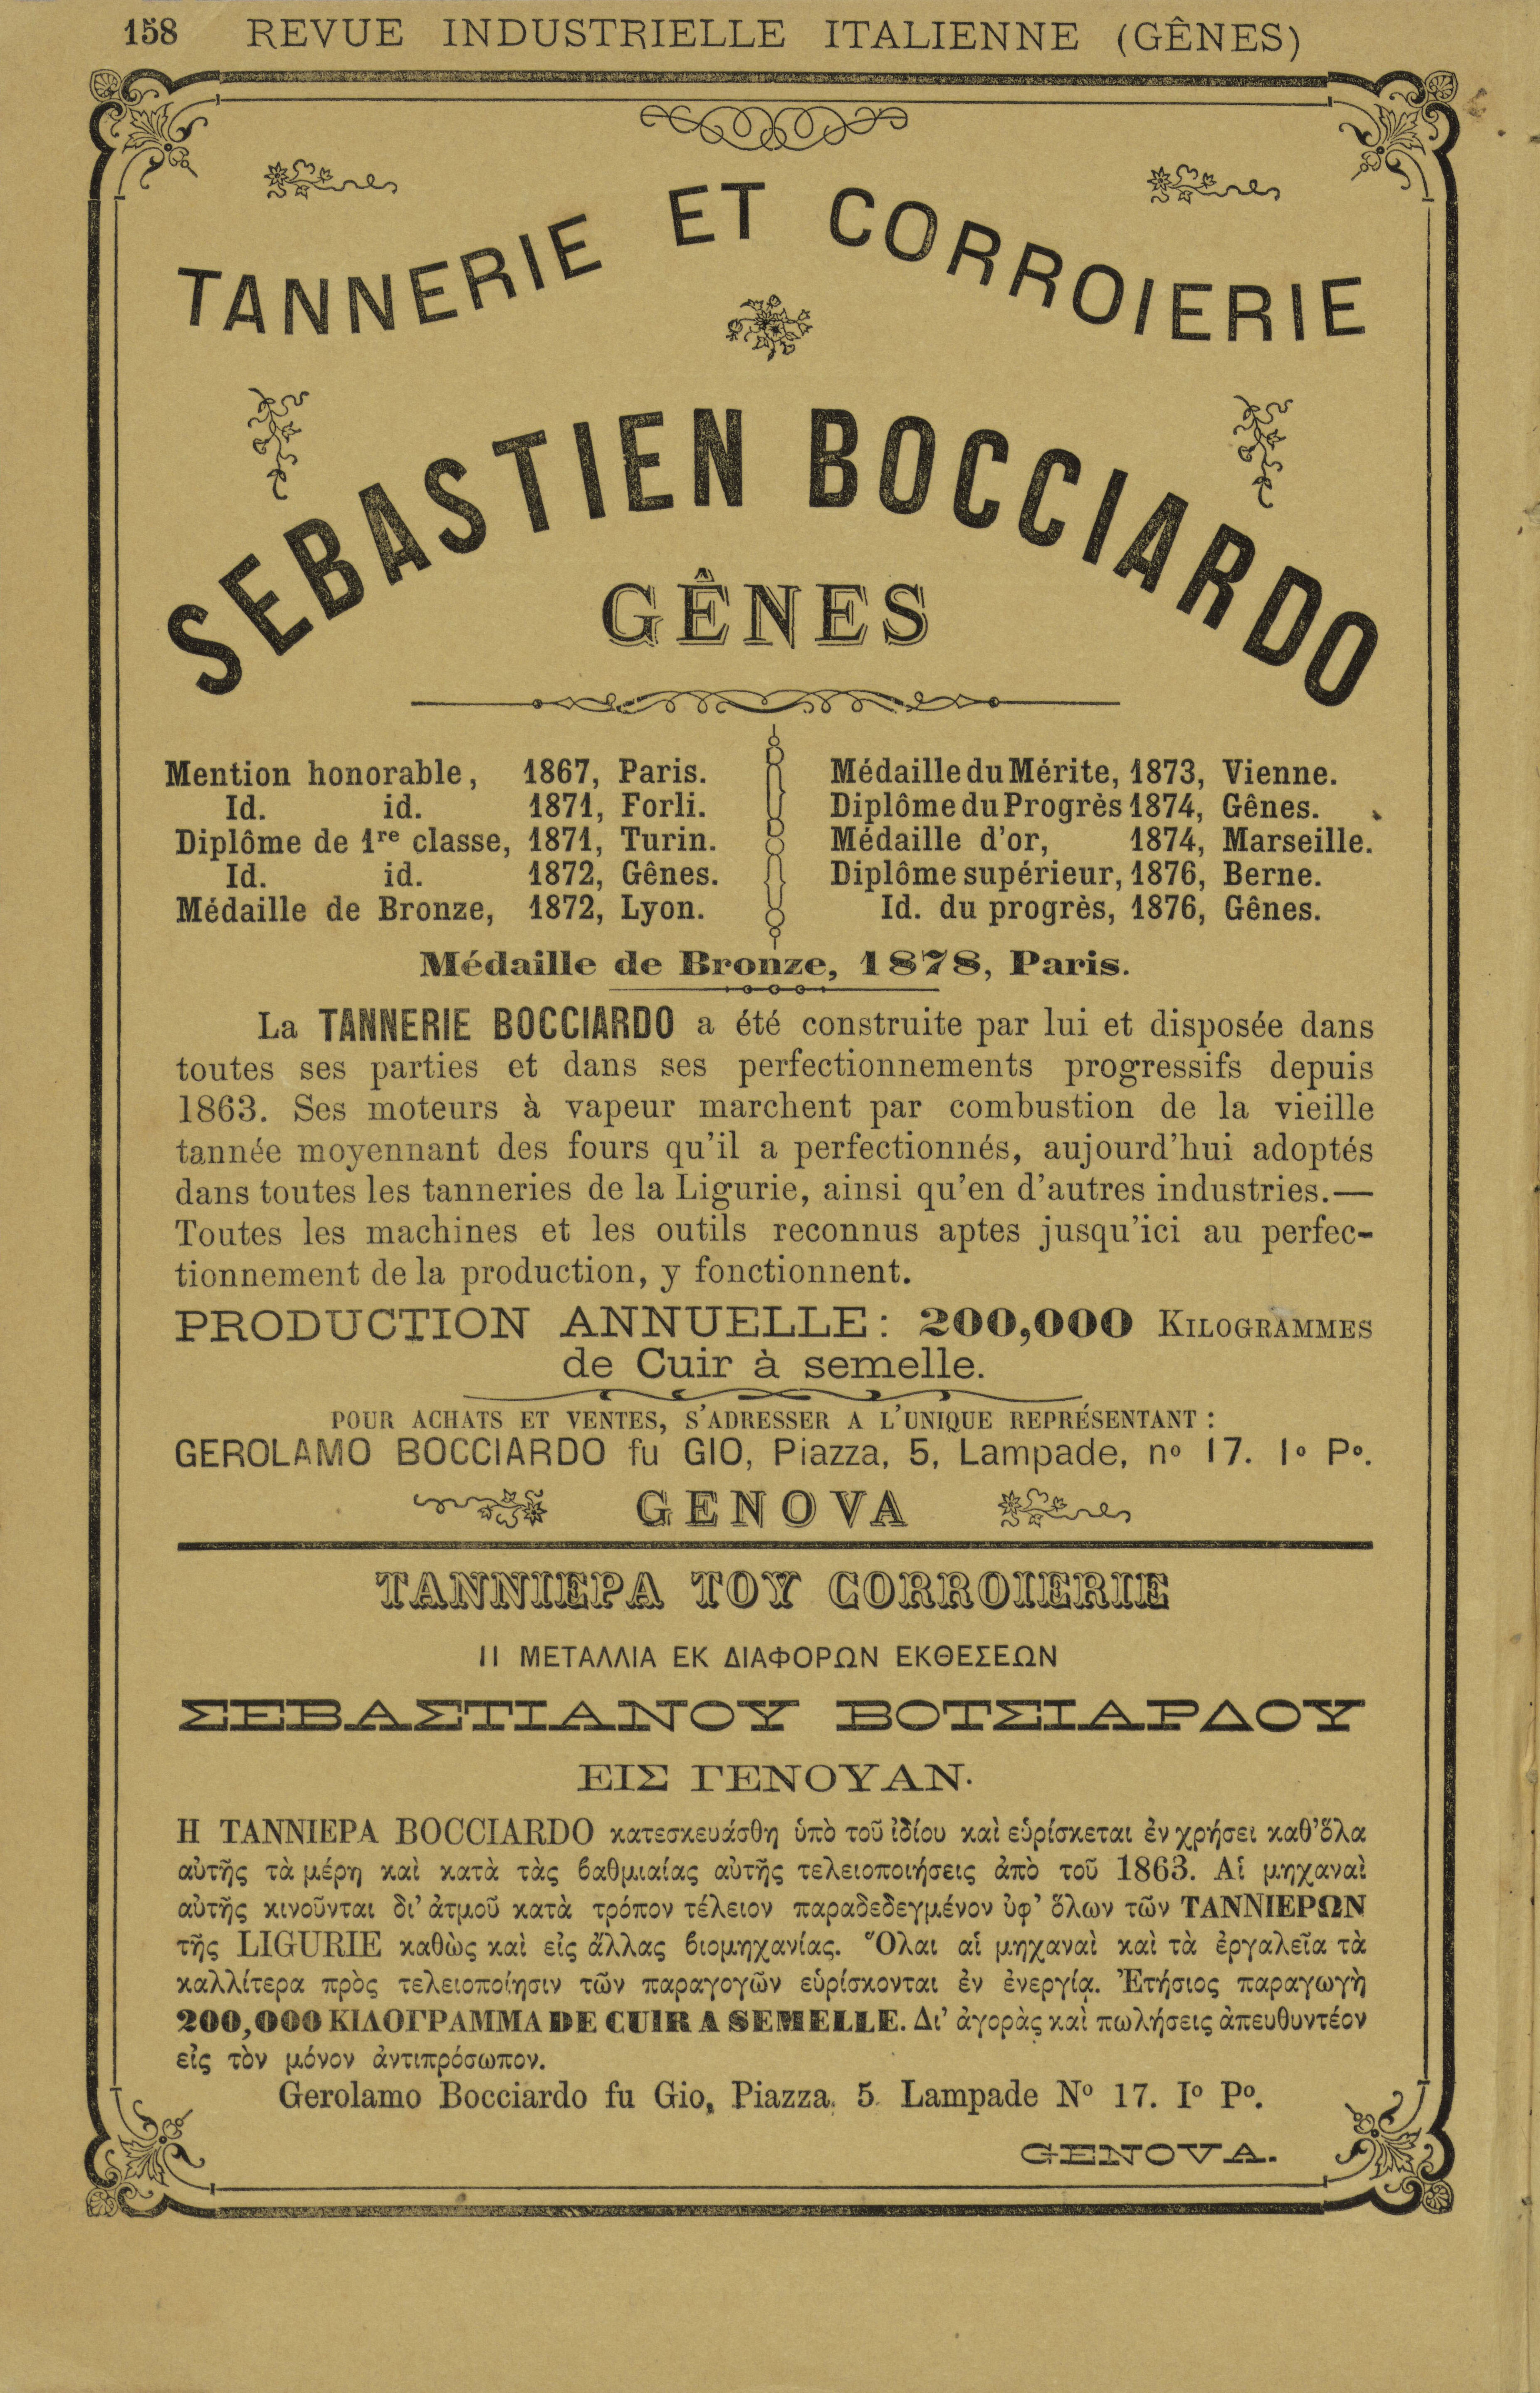 158 REVUE INDUSTRIELLE ITALIENNE (GÊNES)
TANNERIE ET CORROIERIE
SEBASTIEN BOCCIARDO
GÊNES
Mention honorable, 1867, Paris.
Id. id. 1871, Forli.
Diplôme de 1re classe, 1871, Turin.
Id. id. 1872, Gênes.
Médaille de Bronze, 1872, Lyon.
Médaille du Mérite, 1873, Vienne.
Diplôme du Progrès 1874, Gênes.
Médaille d'or, 1874, Marseille.
Diplôme supérieur, 1876, Berne.
Id. du progrès, 1876, Gênes.
Médaille de Bronze, 1878, Paris.
La TANNERIE BOCCIARDO a été construite par lui et disposée dans
toutes ses parties et dans ses perfectionnements progressifs depuis
1863. Ses moteurs à vapeur marchent par combustion de la vieille
tannée moyennant des fours qu'il a perfectionnés, aujourd'hui adoptés
dans toutes les tanneries de la Ligurie, ainsi qu'en d'autres industries.—
Toutes les machines et les outils reconnus aptes jusqu'ici au perfec-
tionnement de la production, y fonctionnent.
PRODUCTION ANNUELLE: 200,000 KILOGRAMMES
de Cuir à semelle.
POUR ACHATS ET VENTES, S'ADRESSER A L'UNIQUE REPRÉSENTANT :
GEROLAMO BOCCIARDO fu GIO, Piazza, 5, Lampade, nº 17. Iº Pº.
GENOVA
ΤΑΝΝΙΕΡΑ ΤΟΥ CORROIERIE
II ΜΕΤΑΛΛΙΑ ΕΚ ΔΙΑΦΟΡΩΝ ΕΚΘΕΣΕΩΝ
ΣΕΒΑΣΤΙΑΝΟΥ ΒΟΤΣΙΑΡΔΟΥ
ΕΙΣ ΓΕΝΟΥΑΝ.
Η ΤΑΝΝΙΕΡΑ BOCCIARDO κατεσκευάσθη ὑπὸ τοῦ ἰδίου καὶ εὑρίσκεται ἐν χρήσει καθ'ὅλα
αὐτῆς τὰ μέρη καὶ κατὰ τὰς βαθμιαίας αὐτῆς τελειοποιήσεις ἀπὸ τοῦ 1863. Αἱ μηχαναὶ
αὐτῆς κινοῦνται δι' ἀτμοῦ κατὰ τρόπον τέλειον παραδεδεγμένον ὑφ' ὅλων τῶν ΤΑΝΝΙΕΡΩΝ
τῆς LIGURIE καθὼς καὶ εἰς ἄλλας βιομηχανίας. Ὅλαι αἱ μηχαναὶ καὶ τὰ ἐργαλεῖα τὰ
καλλίτερα πρὸς τελειοποίησιν τῶν παραγογῶν εὑρίσκονται ἐν ἐνεργίᾳ. Ἐτήσιος παραγωγὴ
200,000 ΚΙΛΟΓΡΑΜΜΑ DE CUIR A SEMELLE. Δι' ἀγορὰς καὶ πωλήσεις ἀπευθυντέον
εἰς τὸν μόνον ἀντιπρόσωπον.
Gerolamo Bocciardo fu Gio, Piazza. 5. Lampade Nº 17. Iº Pº.
GENOVA.